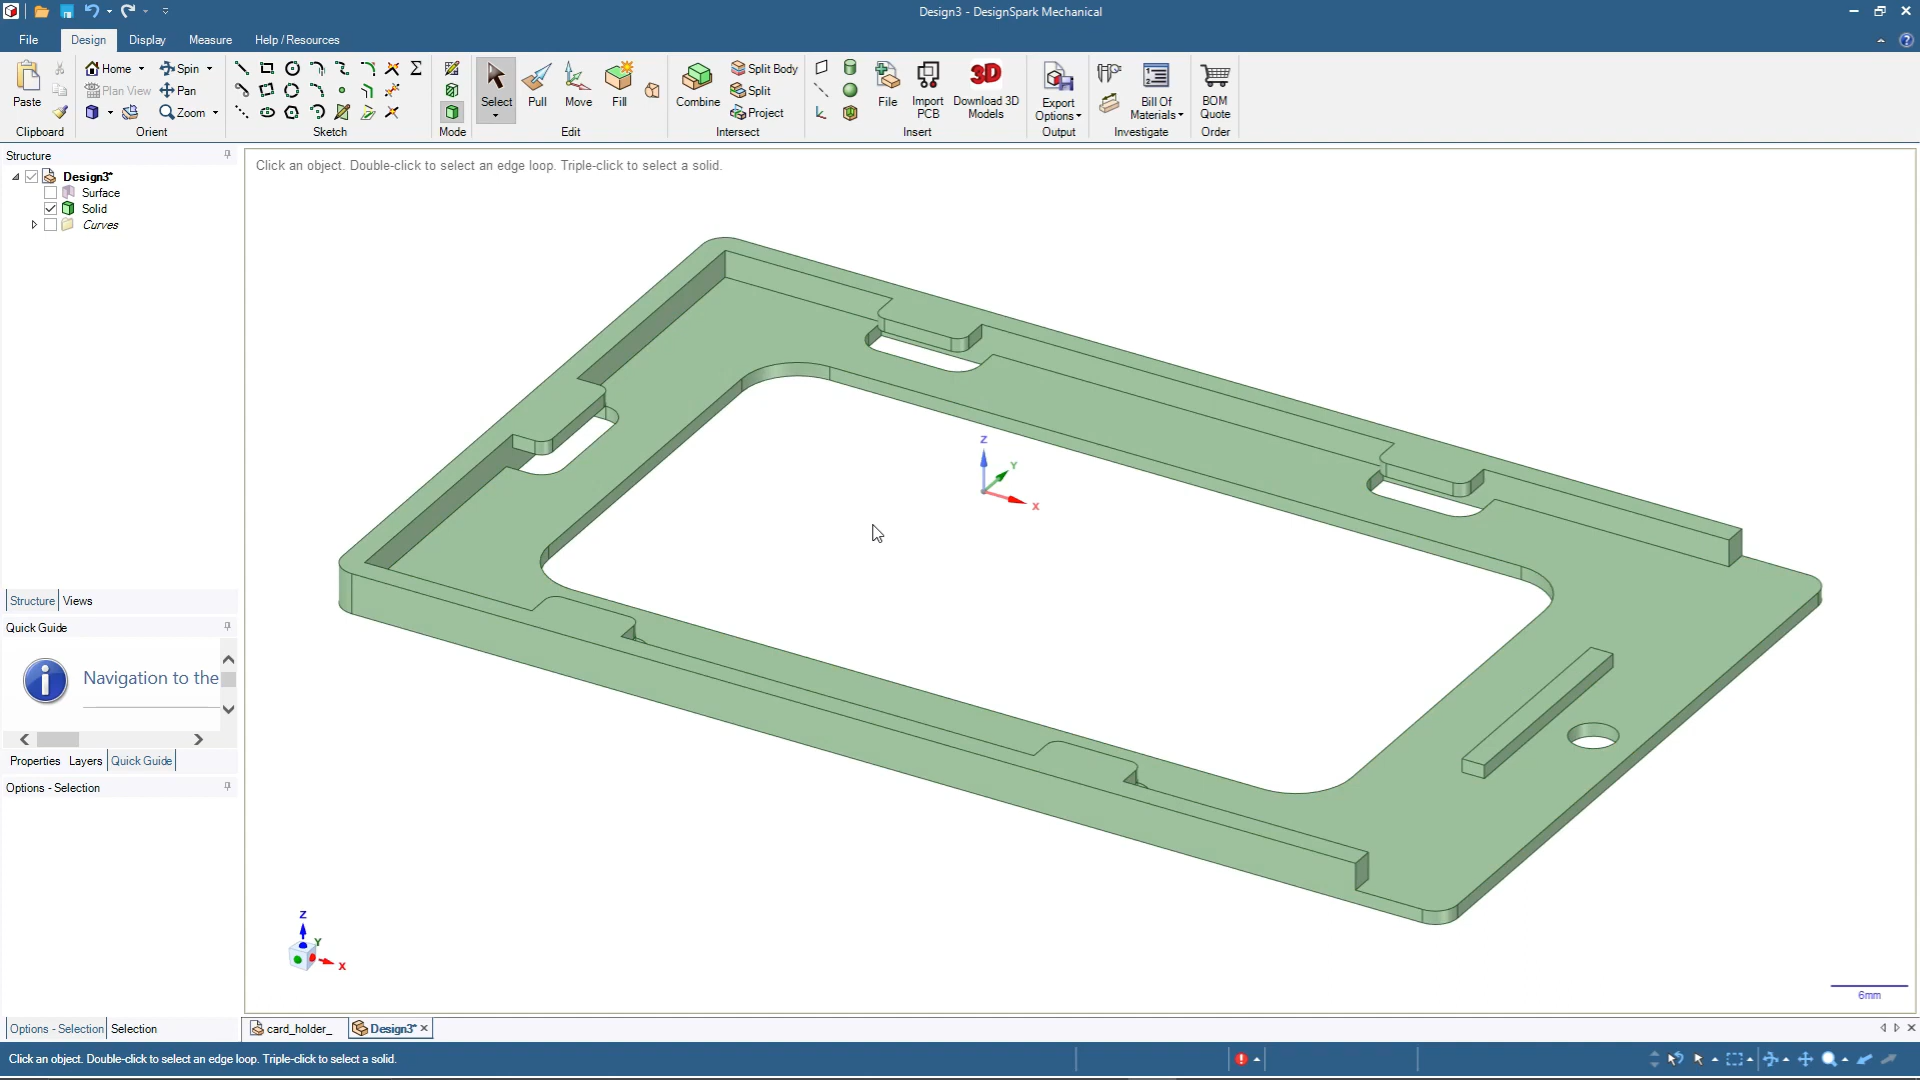 Design3 - DesignSpark Mechanical
File Design Display Measure Help / Resources
Paste
Clipboard
Home Spin
Plan View Pan
Zoom
Orient
Sketch
Mode
Select Pull Move Fill
Edit
Combine Split Body
Split
Project
Intersect
File Import PCB Download 3D Models
3D
Insert
Export Options
Output
Bill Of Materials
Investigate
BOM Quote
Order
Structure
Design3*
Surface
Solid
Curves
Click an object. Double-click to select an edge loop. Triple-click to select a solid.
Z
Y
X
Structure Views
Quick Guide
Navigation to the
Properties Layers Quick Guide
Options - Selection
Z
Y
X
6mm
Options - Selection Selection
card_holder_ Design3*
Click an object. Double-click to select an edge loop. Triple-click to select a solid.